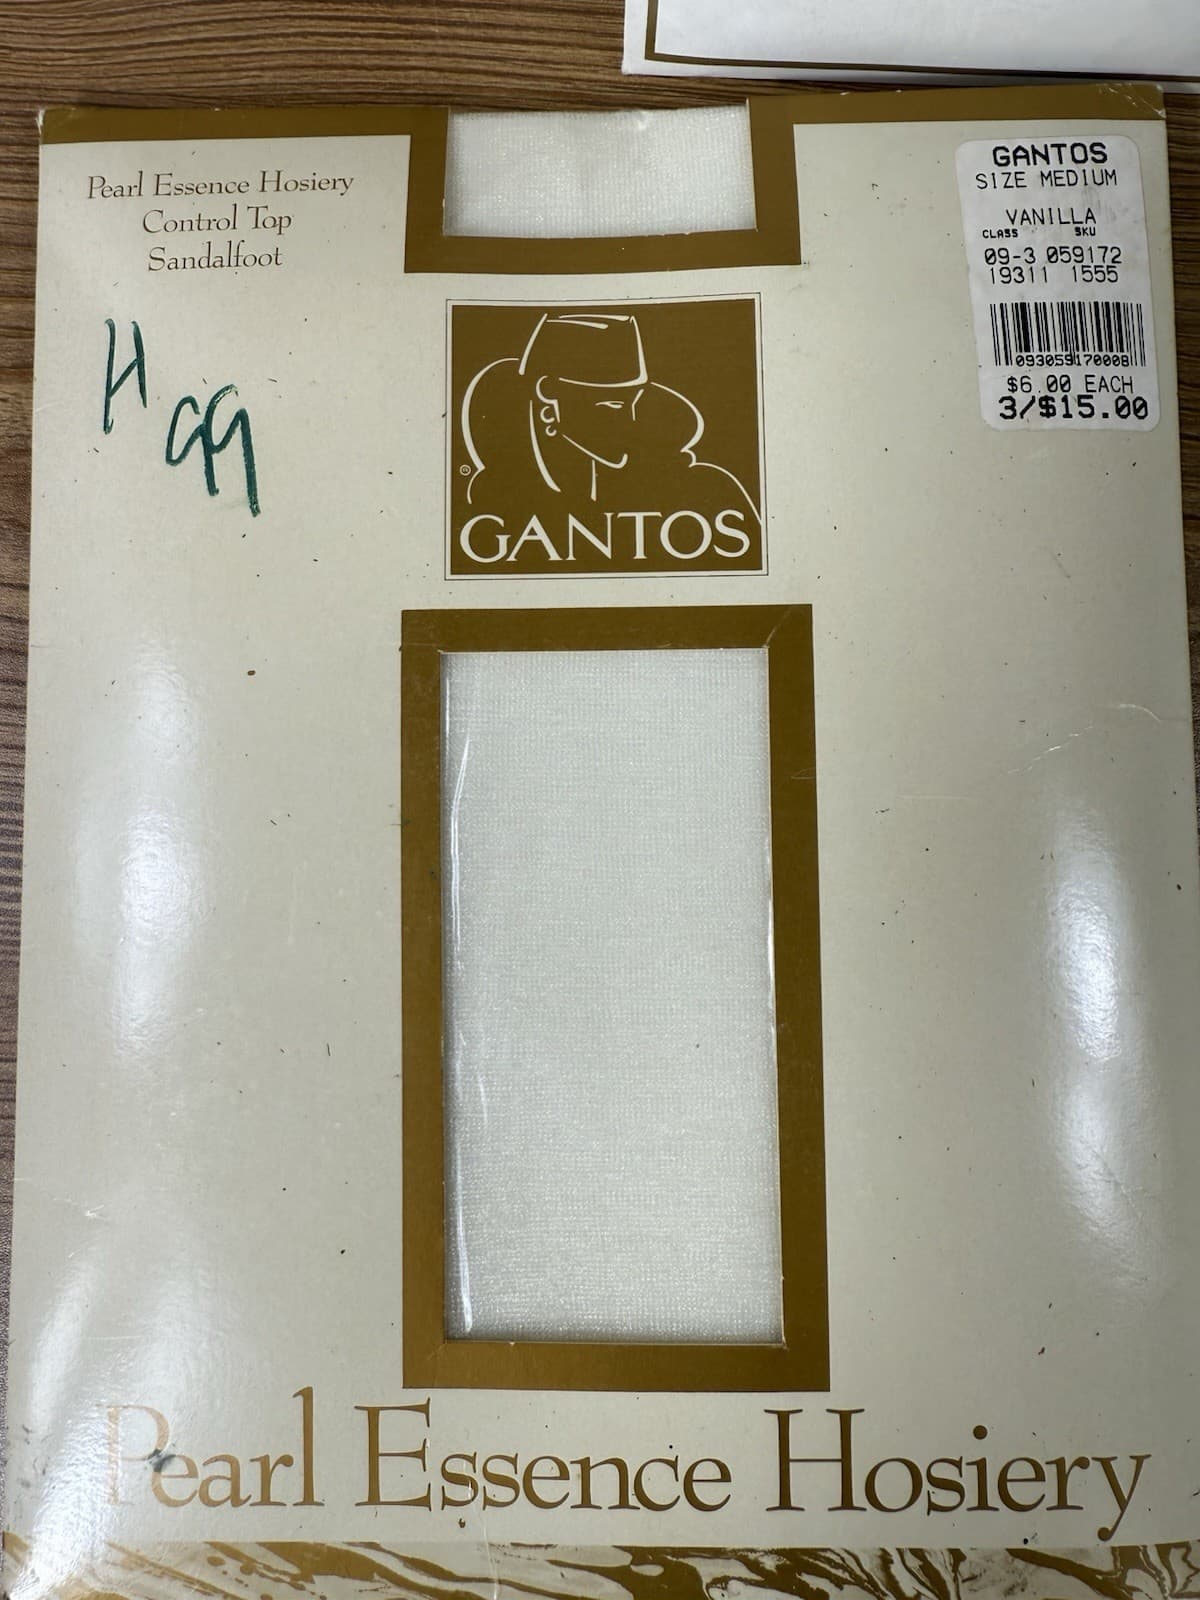 Pearl Essence Hosiery
Control Top
Sandalfoot
H
99
GANTOS
SIZE MEDIUM
VANILLA
CLASS SKU
09-3 059172
19311 1555
093059170008
$6.00 EACH
3/$15.00
®
GANTOS
Pearl Essence Hosiery